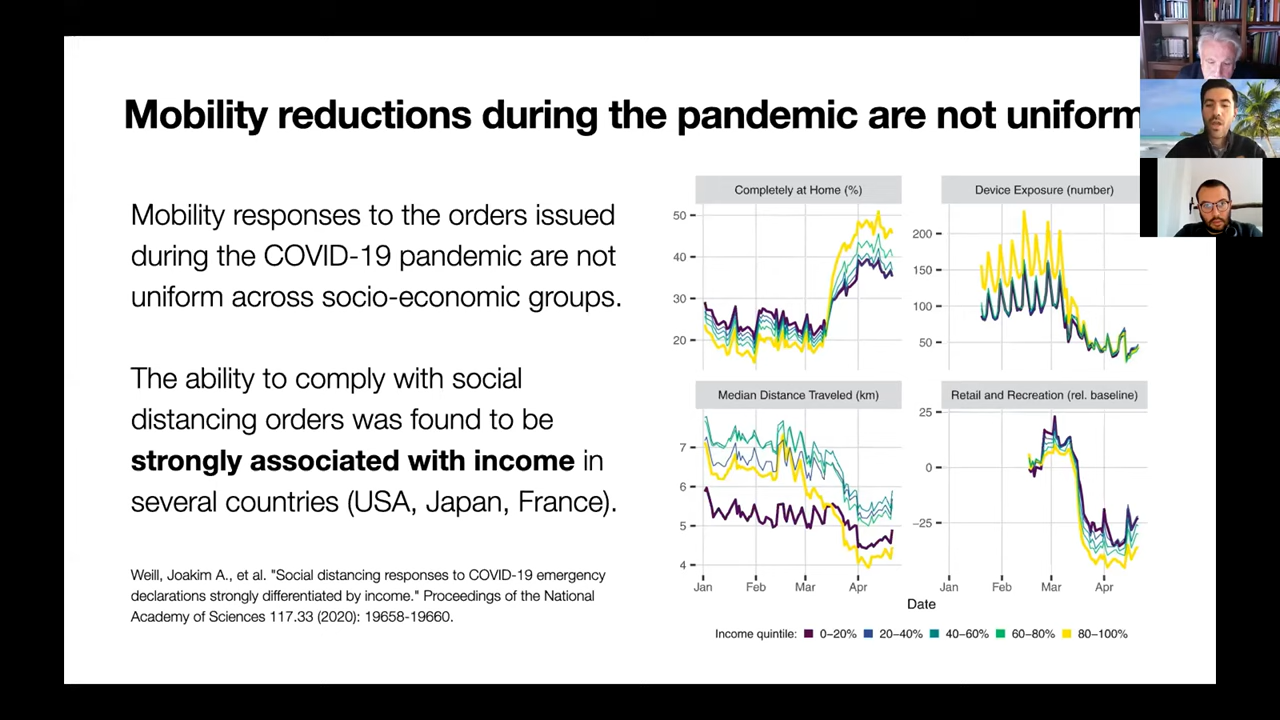 Mobility reductions during the pandemic are not uniform
Mobility responses to the orders issued
during the COVID-19 pandemic are not
uniform across socio-economic groups.
The ability to comply with social
distancing orders was found to be
strongly associated with income in
several countries (USA, Japan, France).
Weill, Joakim A., et al. "Social distancing responses to COVID-19 emergency
declarations strongly differentiated by income." Proceedings of the National
Academy of Sciences 117.33 (2020): 19658-19660.
Completely at Home (%)
50
40
30
20
Device Exposure (number)
200
150
100
50
Median Distance Traveled (km)
7
6
5
4
Jan Feb Mar Apr
Retail and Recreation (rel. baseline)
25
0
−25
Jan Feb Mar Apr
Date
Income quintile: 0−20% 20−40% 40−60% 60−80% 80−100%